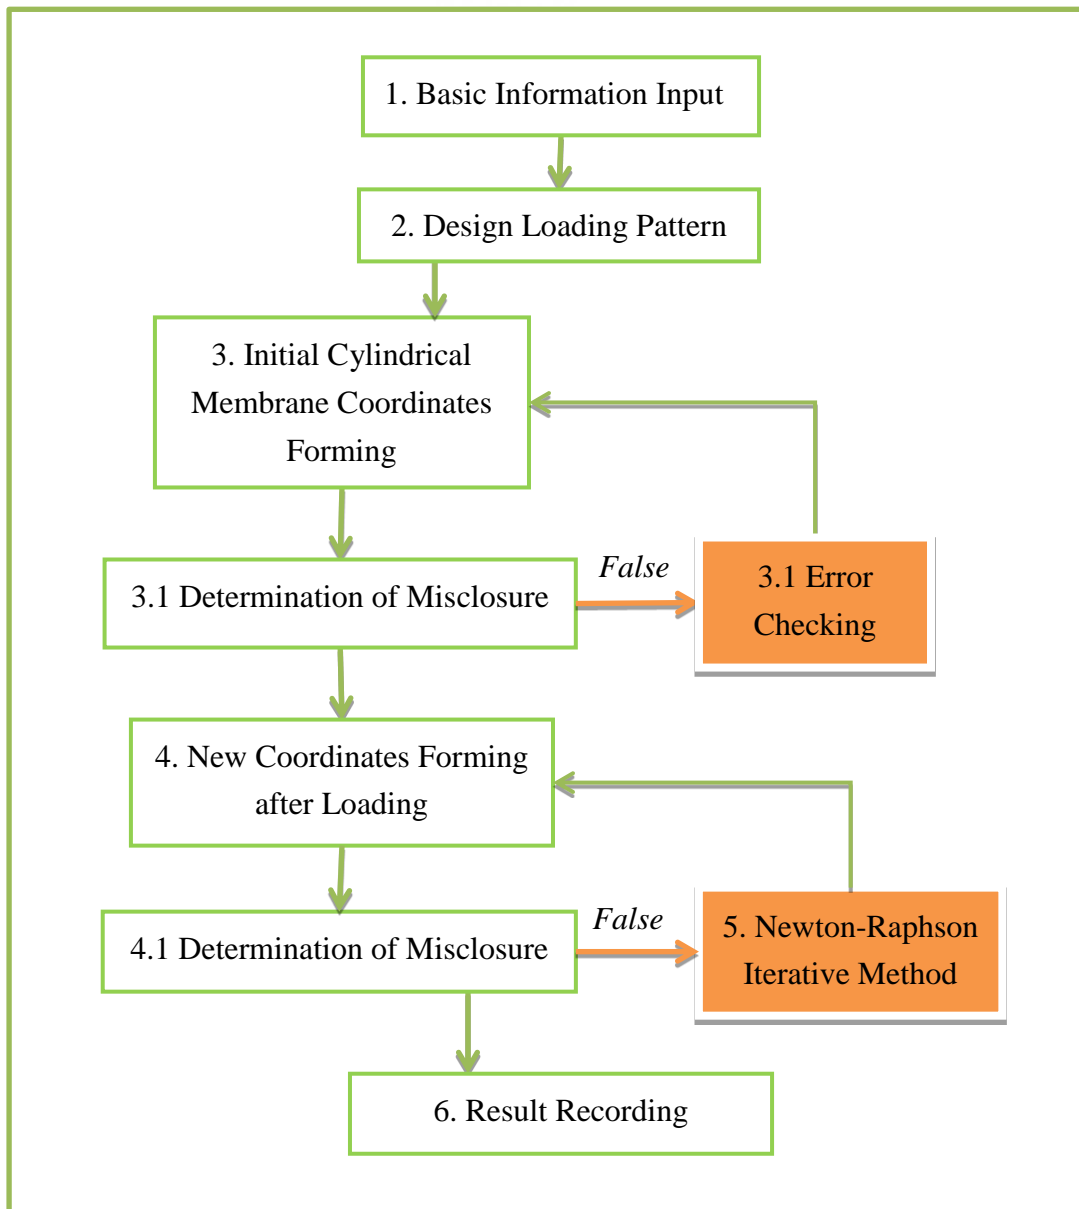 1. Basic Information Input
2. Design Loading Pattern
3. Initial Cylindrical
Membrane Coordinates
Forming
3.1 Determination of Misclosure
False
3.1 Error
Checking
4. New Coordinates Forming
after Loading
4.1 Determination of Misclosure
False
5. Newton-Raphson
Iterative Method
6. Result Recording